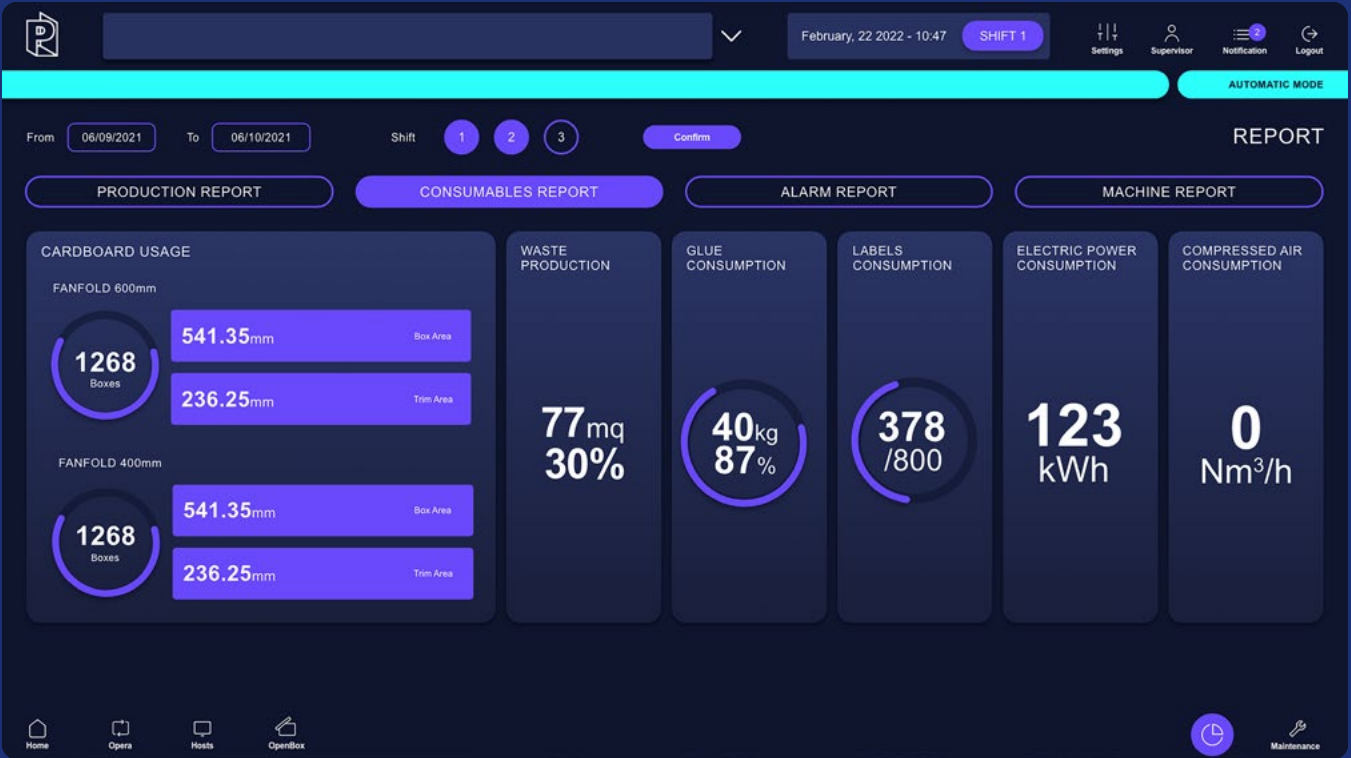 February, 22 2022 - 10:47
SHIFT 1
Settings
Supervisor
2
Notification
Logout
AUTOMATIC MODE
From
06/09/2021
To
06/10/2021
Shift
1
2
3
Confirm
REPORT
PRODUCTION REPORT
CONSUMABLES REPORT
ALARM REPORT
MACHINE REPORT
CARDBOARD USAGE
FANFOLD 600mm
1268
Boxes
541.35mm
Box Area
236.25mm
Trim Area
FANFOLD 400mm
1268
Boxes
541.35mm
Box Area
236.25mm
Trim Area
WASTE
PRODUCTION
77mq
30%
GLUE
CONSUMPTION
40kg
87%
LABELS
CONSUMPTION
378
/800
ELECTRIC POWER
CONSUMPTION
123
kWh
COMPRESSED AIR
CONSUMPTION
0
Nm³/h
Home
Opera
Hosts
OpenBox
Maintenance